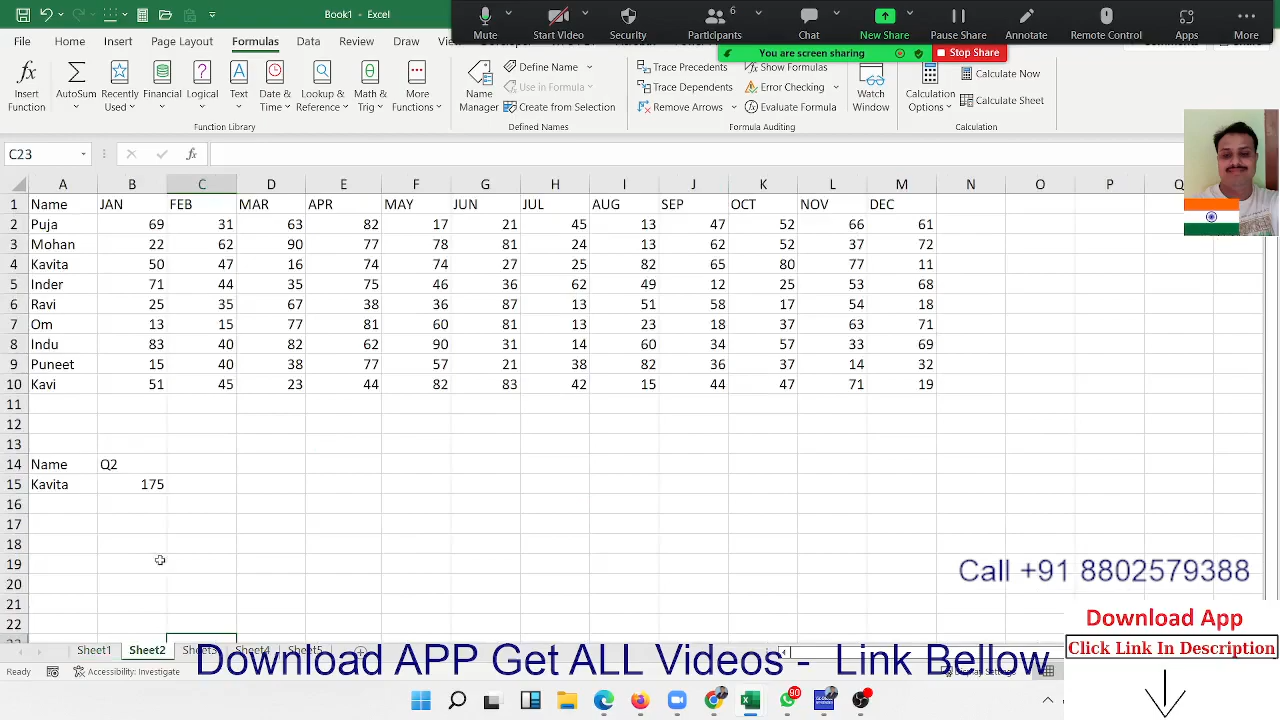 Book1 - Excel
Mute
Start Video
Security
6
Participants
Chat
New Share
Pause Share
Annotate
Remote Control
Apps
More
You are screen sharing
Stop Share
File
Home
Insert
Page Layout
Formulas
Data
Review
View
Insert
Function
AutoSum
Recently
Used
Financial
Logical
Text
Date &
Time
Lookup &
Reference
Math &
Trig
More
Functions
Function Library
Name
Manager
Define Name
Use in Formula
Create from Selection
Defined Names
Trace Precedents
Trace Dependents
Remove Arrows
Show Formulas
Error Checking
Evaluate Formula
Formula Auditing
Watch
Window
Calculation
Options
Calculate Now
Calculate Sheet
Calculation
C23
fx
A B C D E F G H I J K L M N O P Q
1 Name JAN FEB MAR APR MAY JUN JUL AUG SEP OCT NOV DEC
2 Puja 69 31 63 82 17 21 45 13 47 52 66 61
3 Mohan 22 62 90 77 78 81 24 13 62 52 37 72
4 Kavita 50 47 16 74 74 27 25 82 65 80 77 11
5 Inder 71 44 35 75 46 36 62 49 12 25 53 68
6 Ravi 25 35 67 38 36 87 13 51 58 17 54 18
7 Om 13 15 77 81 60 81 13 23 18 37 63 71
8 Indu 83 40 82 62 90 31 14 60 34 57 33 69
9 Puneet 15 40 38 77 57 21 38 82 36 37 14 32
10 Kavi 51 45 23 44 82 83 42 15 44 47 71 19
11
12
13
14 Name Q2
15 Kavita 175
16
17
18
19
20
21
22
Call +91 8802579388
Download App
Click Link In Description
Sheet1
Sheet2
Sheet3
Sheet4
Sheet5
Download APP Get ALL Videos - Link Bellow
Ready
Accessibility: Investigate
Display Settings
90